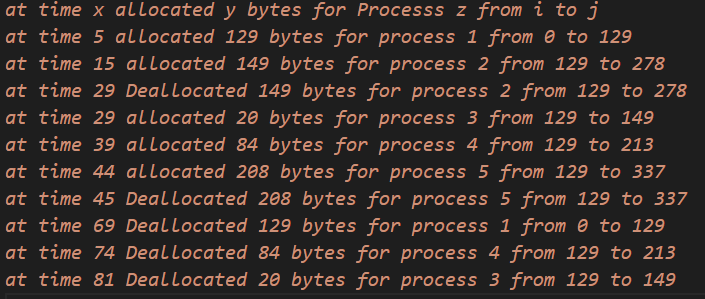 at time x allocated y bytes for Processs z from i to j
at time 5 allocated 129 bytes for process 1 from 0 to 129
at time 15 allocated 149 bytes for process 2 from 129 to 278
at time 29 Deallocated 149 bytes for process 2 from 129 to 278
at time 29 allocated 20 bytes for process 3 from 129 to 149
at time 39 allocated 84 bytes for process 4 from 129 to 213
at time 44 allocated 208 bytes for process 5 from 129 to 337
at time 45 Deallocated 208 bytes for process 5 from 129 to 337
at time 69 Deallocated 129 bytes for process 1 from 0 to 129
at time 74 Deallocated 84 bytes for process 4 from 129 to 213
at time 81 Deallocated 20 bytes for process 3 from 129 to 149